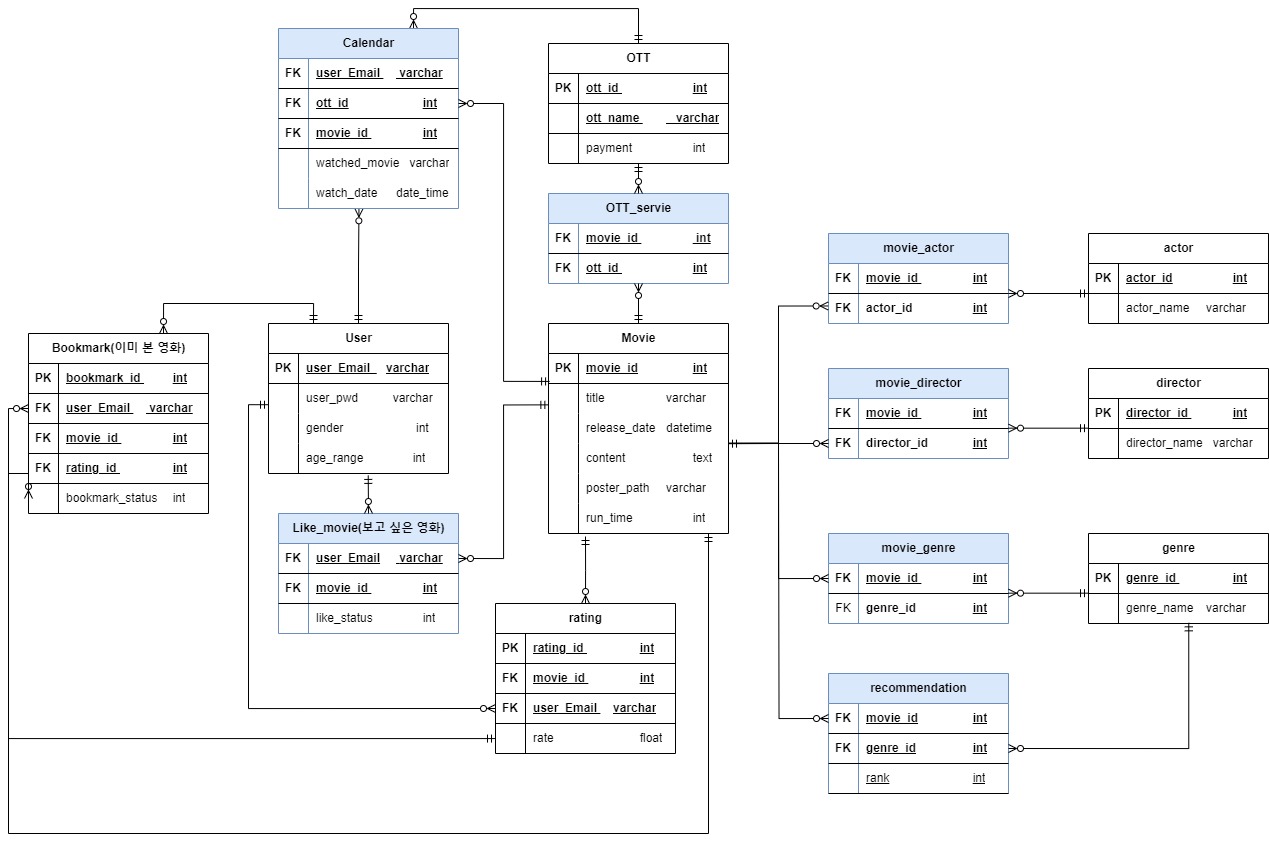 Calendar
FK user_Email varchar
FK ott_id int
FK movie_id int
watched_movie varchar
watch_date date_time
OTT
PK ott_id int
ott_name varchar
payment int
OTT_servie
FK movie_id int
FK ott_id int
Bookmark(이미 본 영화)
PK bookmark_id int
FK user_Email varchar
FK movie_id int
FK rating_id int
bookmark_status int
User
PK user_Email varchar
user_pwd varchar
gender int
age_range int
Like_movie(보고 싶은 영화)
FK user_Email varchar
FK movie_id int
like_status int
Movie
PK movie_id int
title varchar
release_date datetime
content text
poster_path varchar
run_time int
rating
PK rating_id int
FK movie_id int
FK user_Email varchar
rate float
movie_actor
FK movie_id int
FK actor_id int
actor
PK actor_id int
actor_name varchar
movie_director
FK movie_id int
FK director_id int
director
PK director_id int
director_name varchar
movie_genre
FK movie_id int
FK genre_id int
genre
PK genre_id int
genre_name varchar
recommendation
FK movie_id int
FK genre_id int
rank int